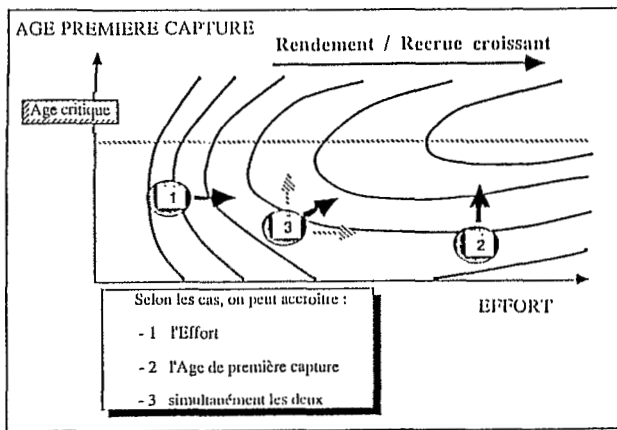 AGE PREMIERE CAPTURE
Rendement / Recrue croissant
Age critique
1
3
2
EFFORT
Selon les cas, on peut accroître :
- 1 l'Effort
- 2 l'Age de première capture
- 3 simultanément les deux